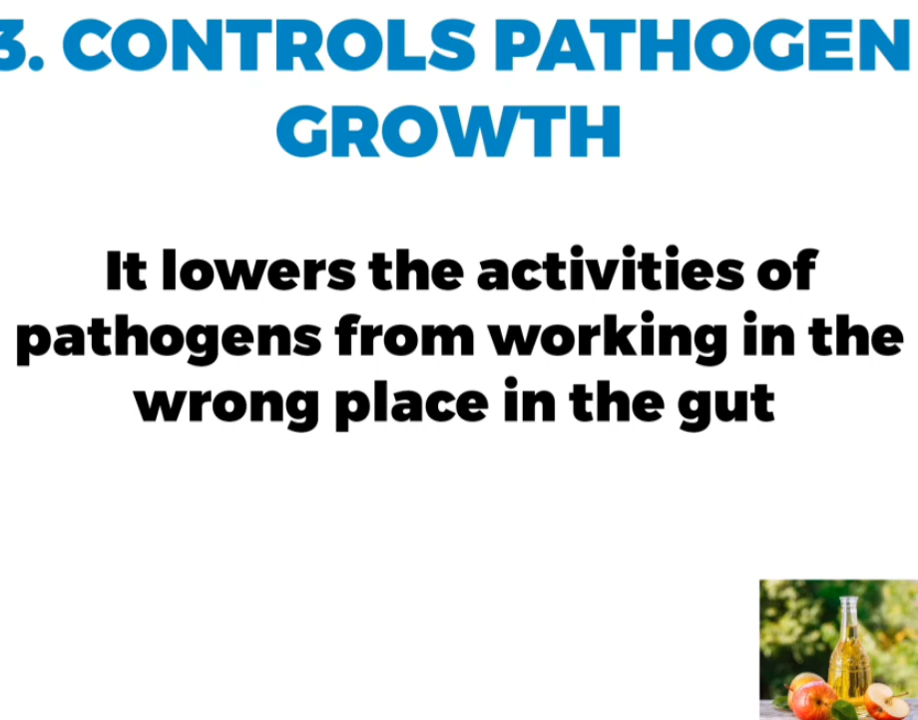 3. CONTROLS PATHOGEN
GROWTH
It lowers the activities of
pathogens from working in the
wrong place in the gut